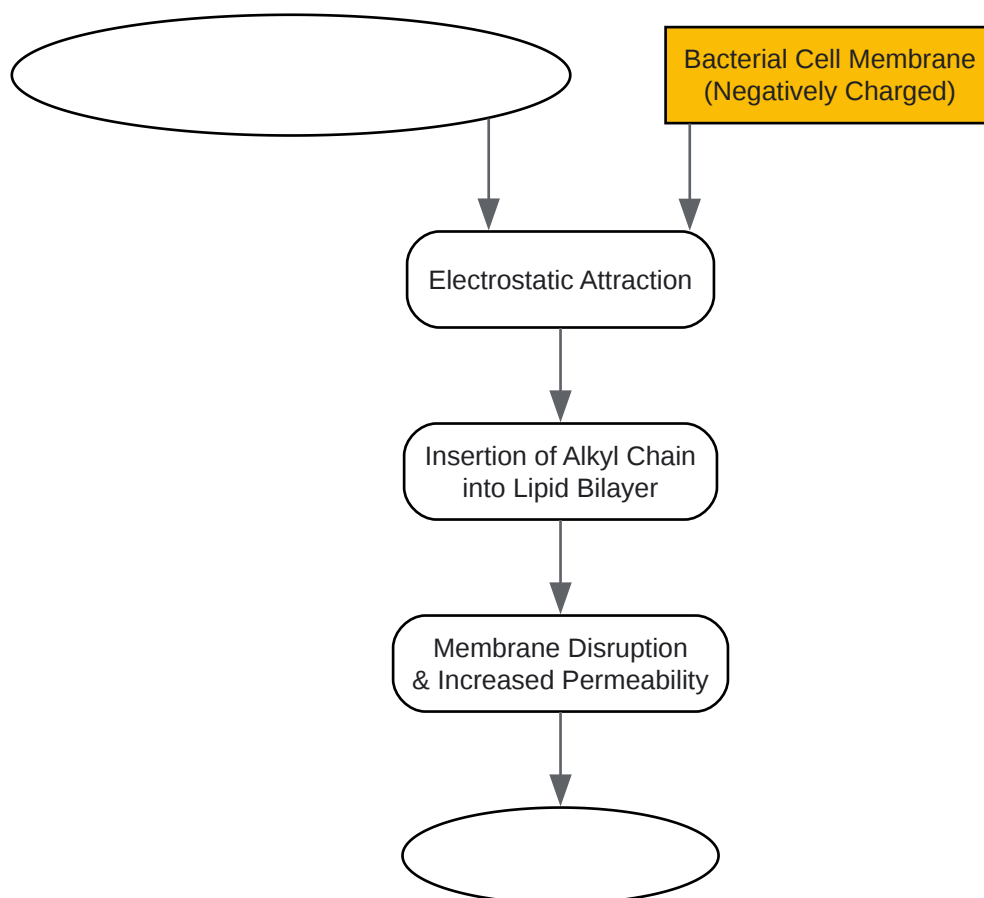 Bacterial Cell Membrane
(Negatively Charged)
Electrostatic Attraction
Insertion of Alkyl Chain
into Lipid Bilayer
Membrane Disruption
& Increased Permeability